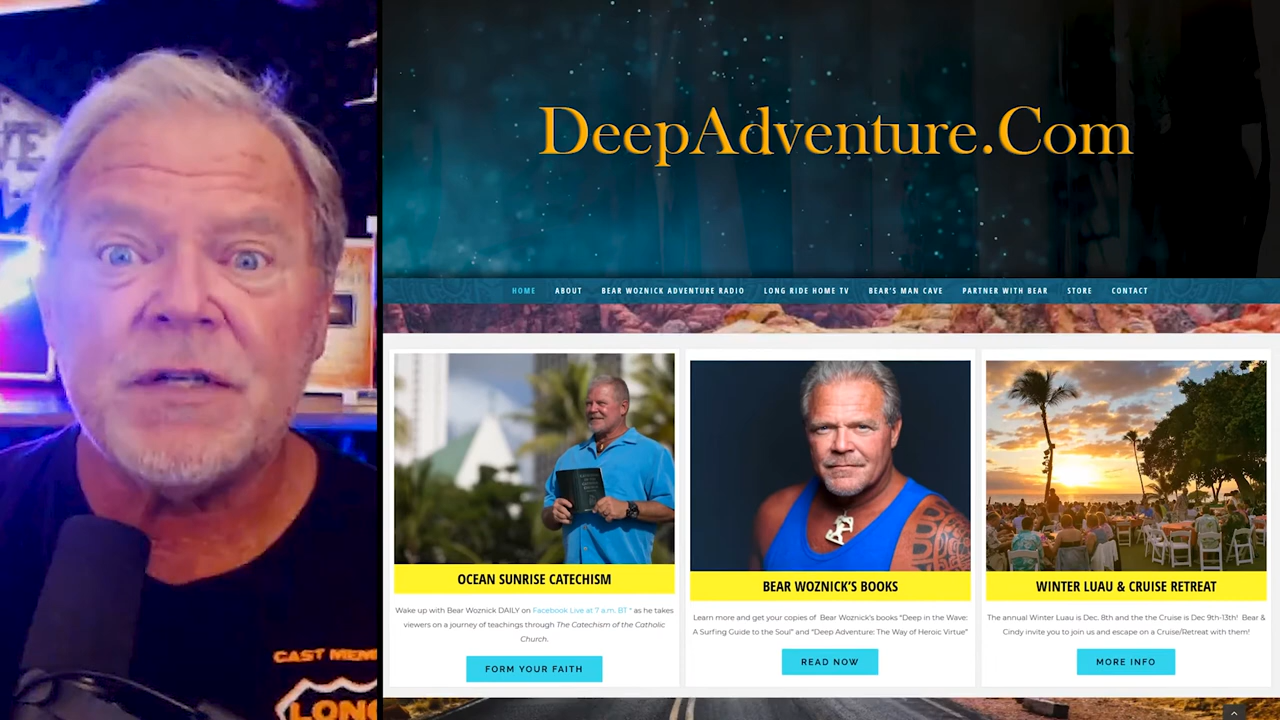 CAST MEM
LONG
DeepAdventure.Com
HOME ABOUT BEAR WOZNICK ADVENTURE RADIO LONG RIDE HOME TV BEAR'S MAN CAVE PARTNER WITH BEAR STORE CONTACT
OCEAN SUNRISE CATECHISM
Wake up with Bear Woznick DAILY on Facebook Live at 7 a.m. BT * as he takes
viewers on a journey of teachings through The Catechism of the Catholic
Church.
FORM YOUR FAITH
BEAR WOZNICK'S BOOKS
Learn more and get your copies of Bear Woznick's books “Deep in the Wave:
A Surfing Guide to the Soul” and “Deep Adventure: The Way of Heroic Virtue”
READ NOW
WINTER LUAU & CRUISE RETREAT
The annual Winter Luau is Dec, 8th and the the Cruise is Dec 9th-13th! Bear &
Cindy invite you to join us and escape on a Cruise/Retreat with them!
MORE INFO